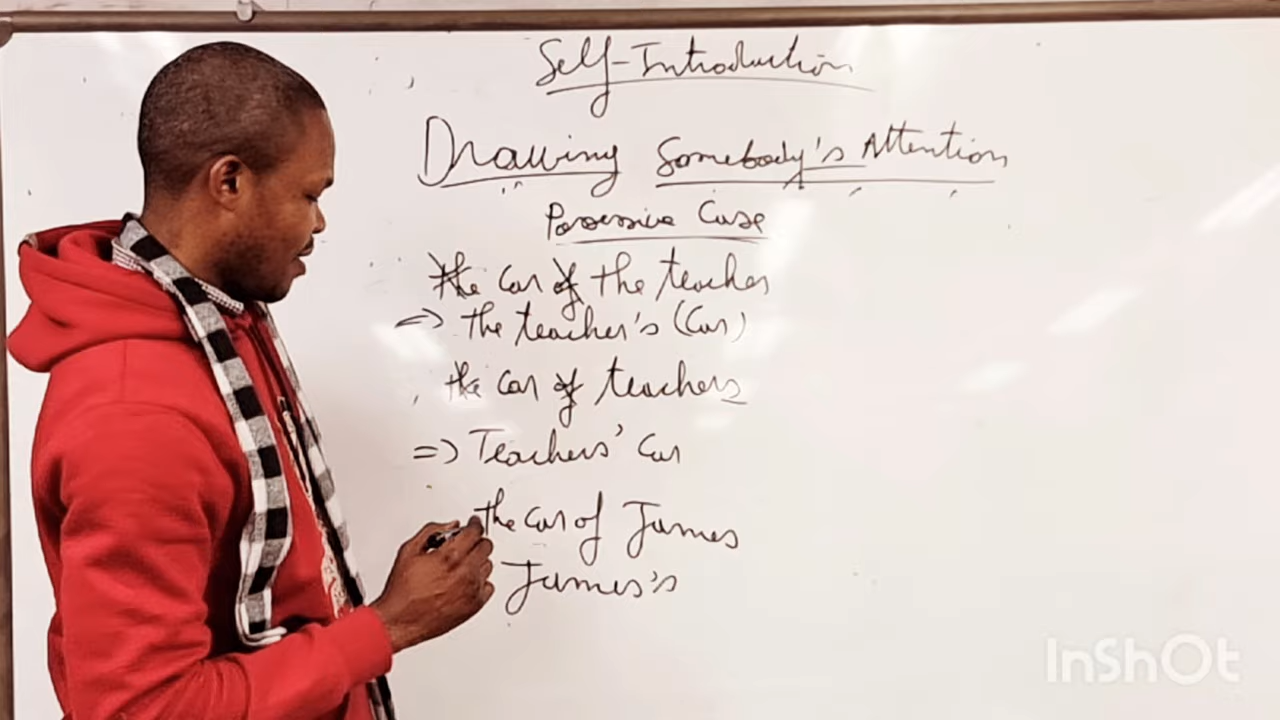 Self-Introduction
Drawing Somebody's Attention
Possessive Case
the car of the teacher
=> the teacher's (car)
the car of teachers
=> Teachers' Car
the car of James
James's
InShOt